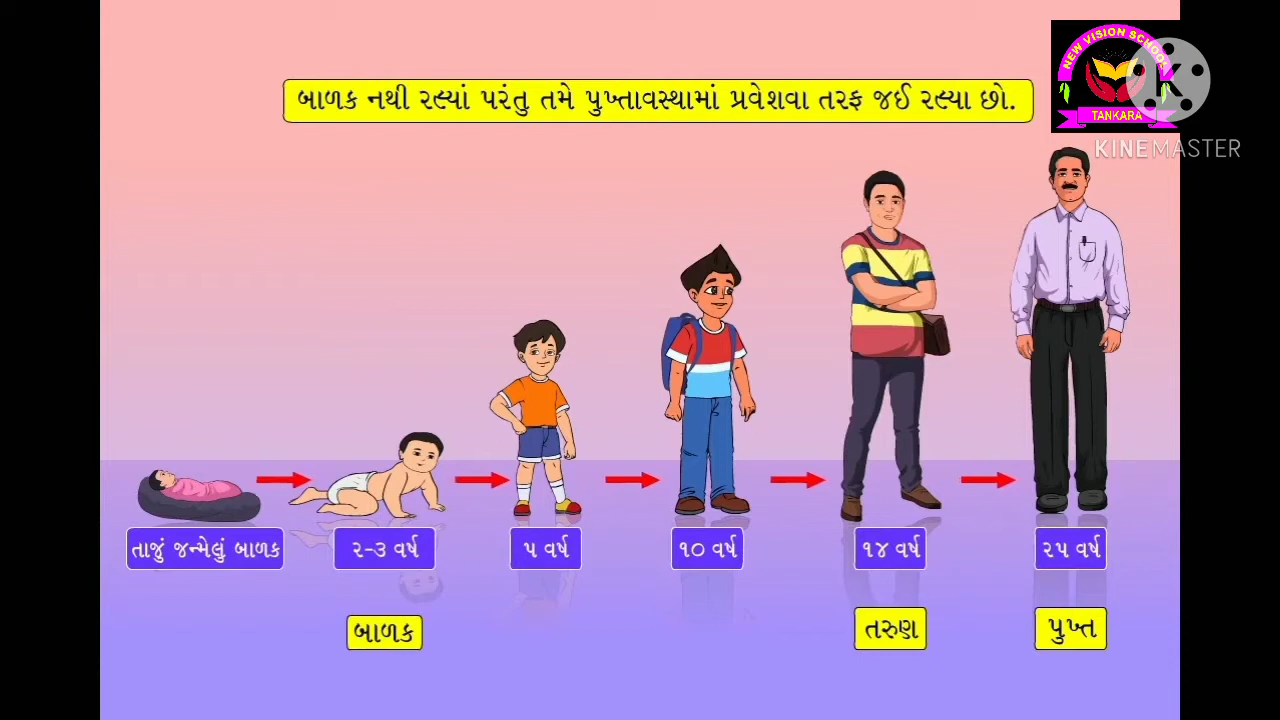 NEW VISION SCHOOL
TANKARA
KINEMASTER
બાળક નથી રહ્યાં પરંતુ તમે પુખ્તાવસ્થામાં પ્રવેશવા તરફ જઈ રહ્યા છો.
તાજું જન્મેલું બાળક
૨-૩ વર્ષ
૫ વર્ષ
૧૦ વર્ષ
૧૪ વર્ષ
૨૫ વર્ષ
બાળક
તરુણ
પુખ્ત